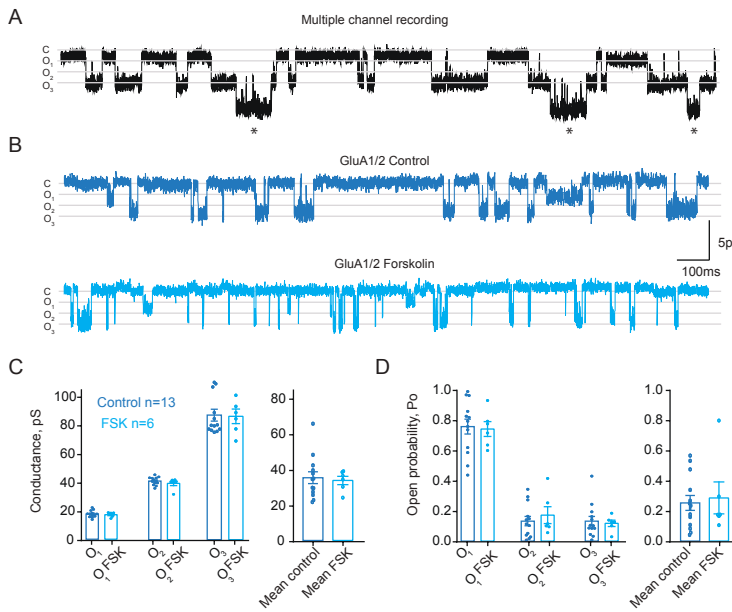 A
Multiple channel recording
C
O1
O2
O3
* * *
B
GluA1/2 Control
C
O1
O2
O3
5p
100ms
GluA1/2 Forskolin
C
O1
O2
O3
C
Conductance, pS
80
60
40
20
0
Control n=13
FSK n=6
O1
O1 FSK
O2
O2 FSK
O3
O3 FSK
80
60
40
20
0
Mean control
Mean FSK
D
Open probability, Po
1.0
0.8
0.6
0.4
0.2
0.0
O1
O1 FSK
O2
O2 FSK
O3
O3 FSK
1.0
0.8
0.6
0.4
0.2
0.0
Mean control
Mean FSK